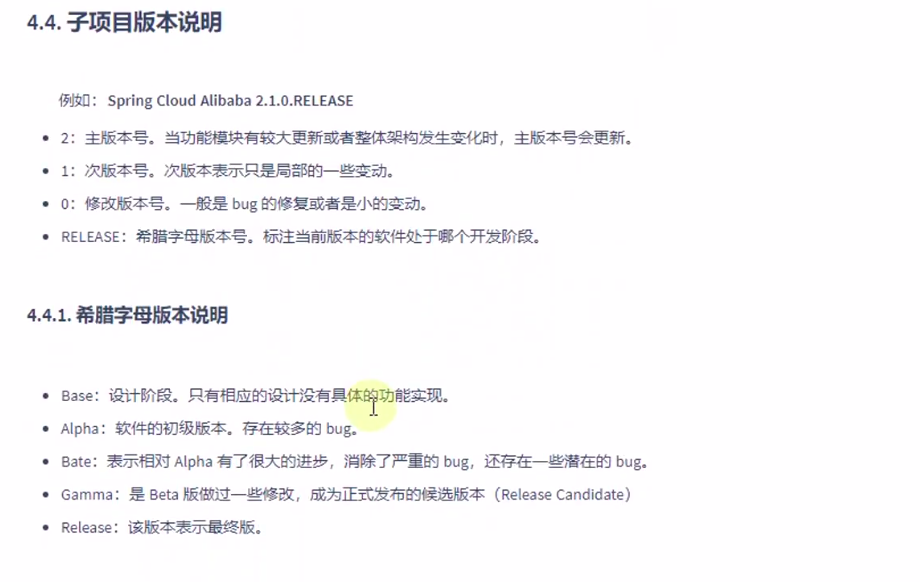 4.4. 子项目版本说明
例如：Spring Cloud Alibaba 2.1.0.RELEASE
2：主版本号。当功能模块有较大更新或者整体架构发生变化时，主版本号会更新。
1：次版本号。次版本表示只是局部的一些变动。
0：修改版本号。一般是 bug 的修复或者是小的变动。
RELEASE：希腊字母版本号。标注当前版本的软件处于哪个开发阶段。
4.4.1. 希腊字母版本说明
Base：设计阶段。只有相应的设计没有具体的功能实现。
Alpha：软件的初级版本。存在较多的 bug。
Bate：表示相对 Alpha 有了很大的进步，消除了严重的 bug，还存在一些潜在的 bug。
Gamma：是 Beta 版做过一些修改，成为正式发布的候选版本（Release Candidate）
Release：该版本表示最终版。